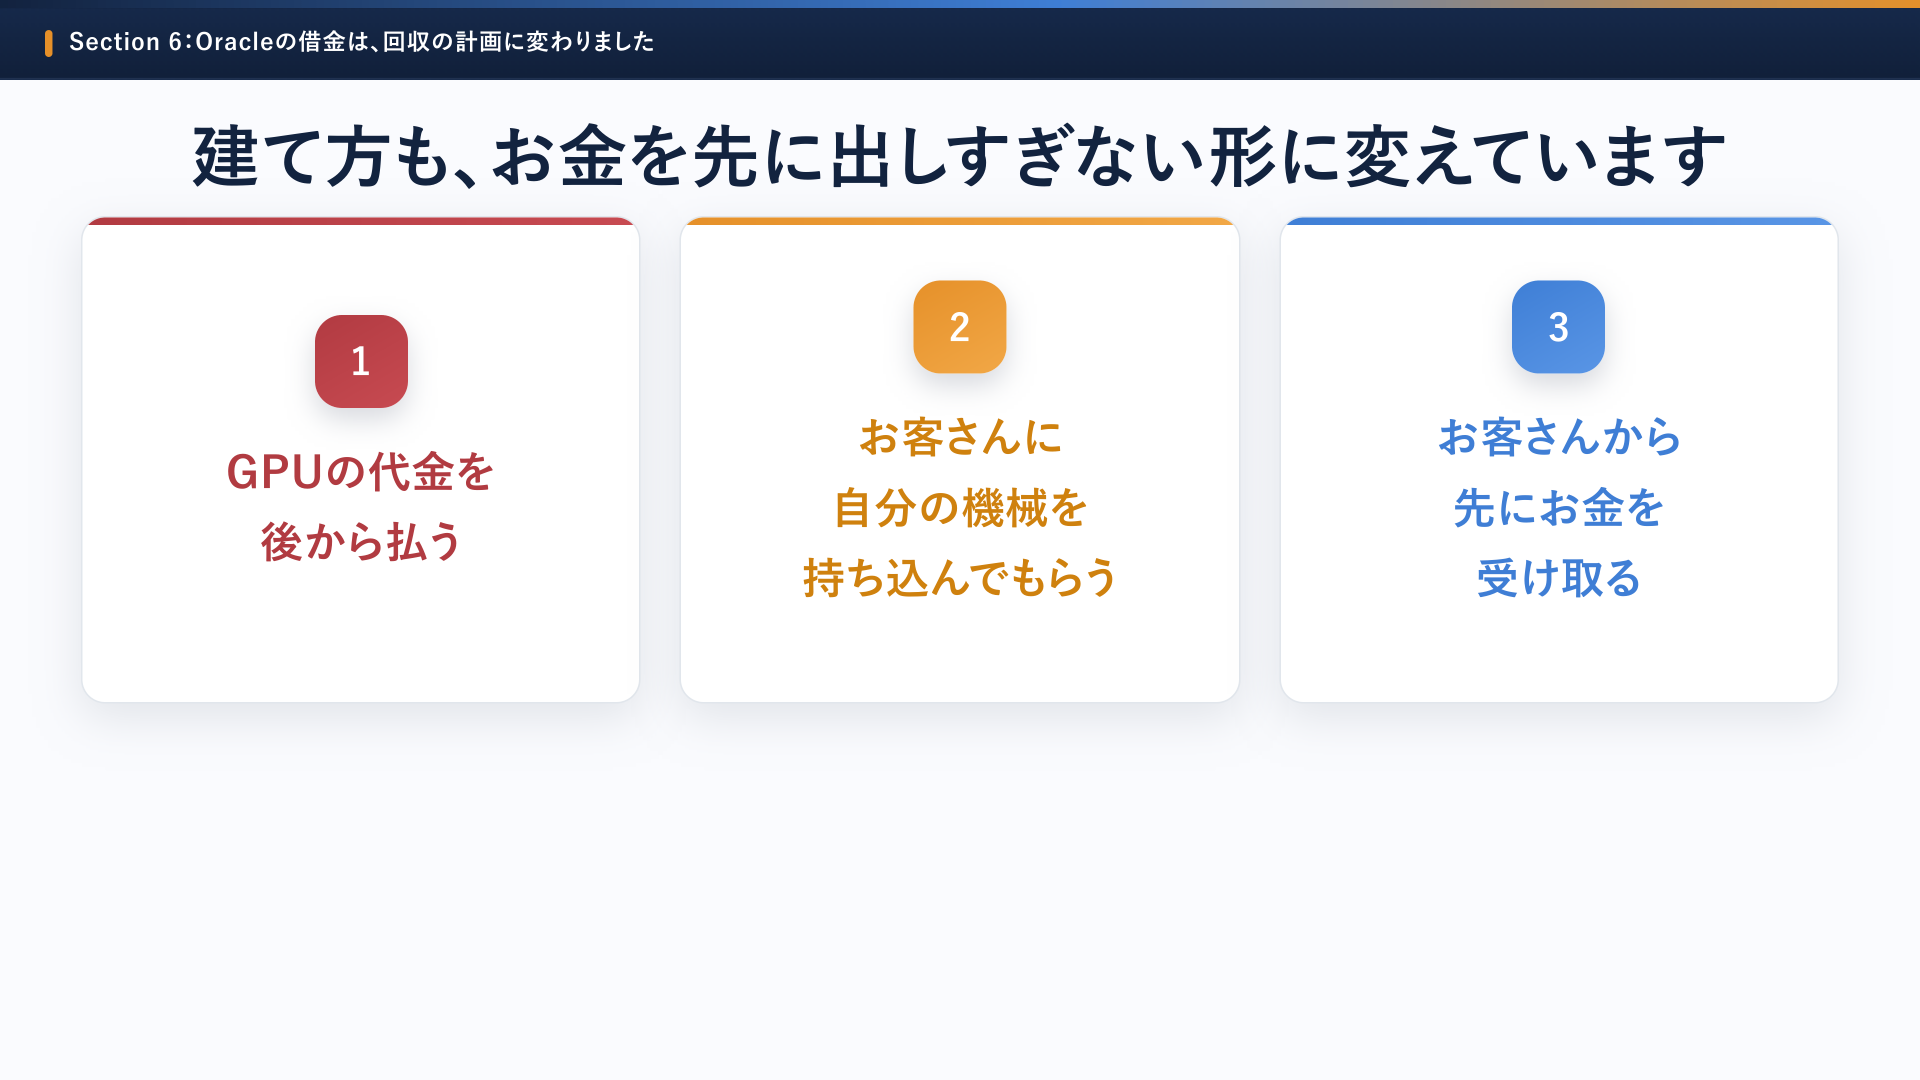 Section 6：Oracleの借金は、回収の計画に変わりました
建て方も、お金を先に出しすぎない形に変えています
1
GPUの代金を
後から払う
2
お客さんに
自分の機械を
持ち込んでもらう
3
お客さんから
先にお金を
受け取る